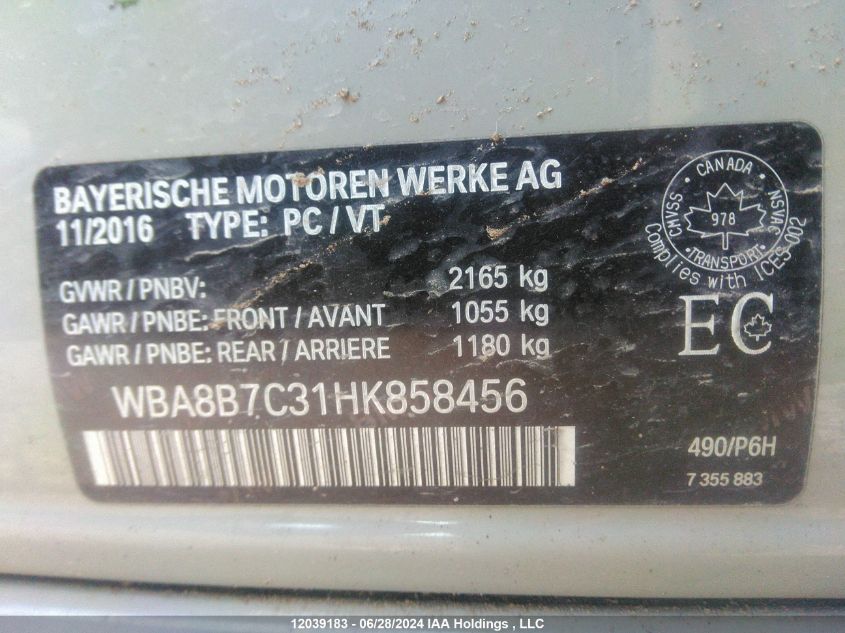 BAYERISCHE MOTOREN WERKE AG
11/2016 TYPE: PC / VT
GVWR / PNBV: 2165 kg
GAWR / PNBE: FRONT / AVANT 1055 kg
GAWR / PNBE: REAR / ARRIERE 1180 kg
WBA8B7C31HK858456
CANADA
CMVSS 978 NSVAC
TRANSPORT
Complies with ICES-002
EC
490/P6H
7 355 883
12039183 - 06/28/2024 IAA Holdings , LLC